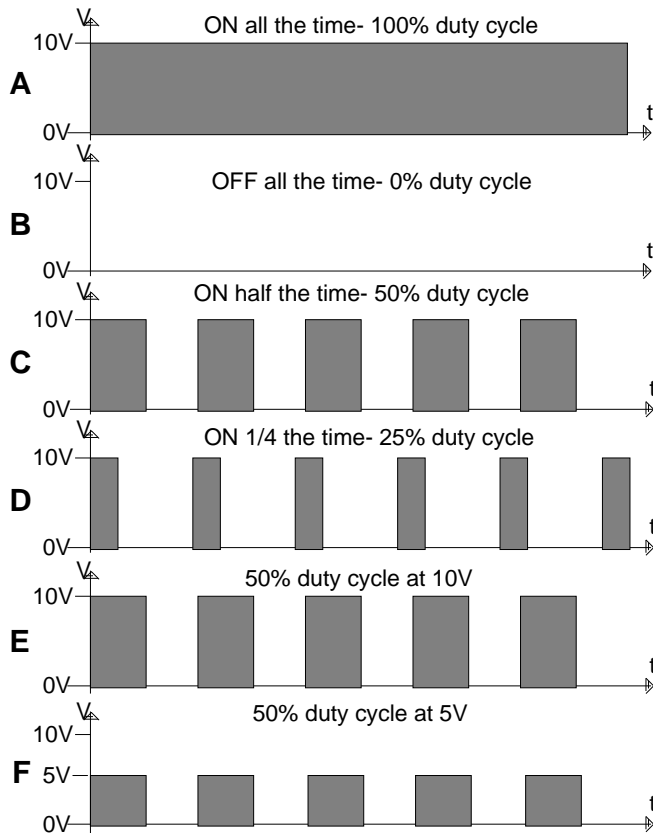 V
ON all the time- 100% duty cycle
10V
A
t
0V
V
10V
OFF all the time- 0% duty cycle
B
t
0V
V
ON half the time- 50% duty cycle
10V
C
t
0V
V
ON 1/4 the time- 25% duty cycle
10V
D
t
0V
V
50% duty cycle at 10V
10V
E
t
0V
V
50% duty cycle at 5V
10V
F
5V
t
0V